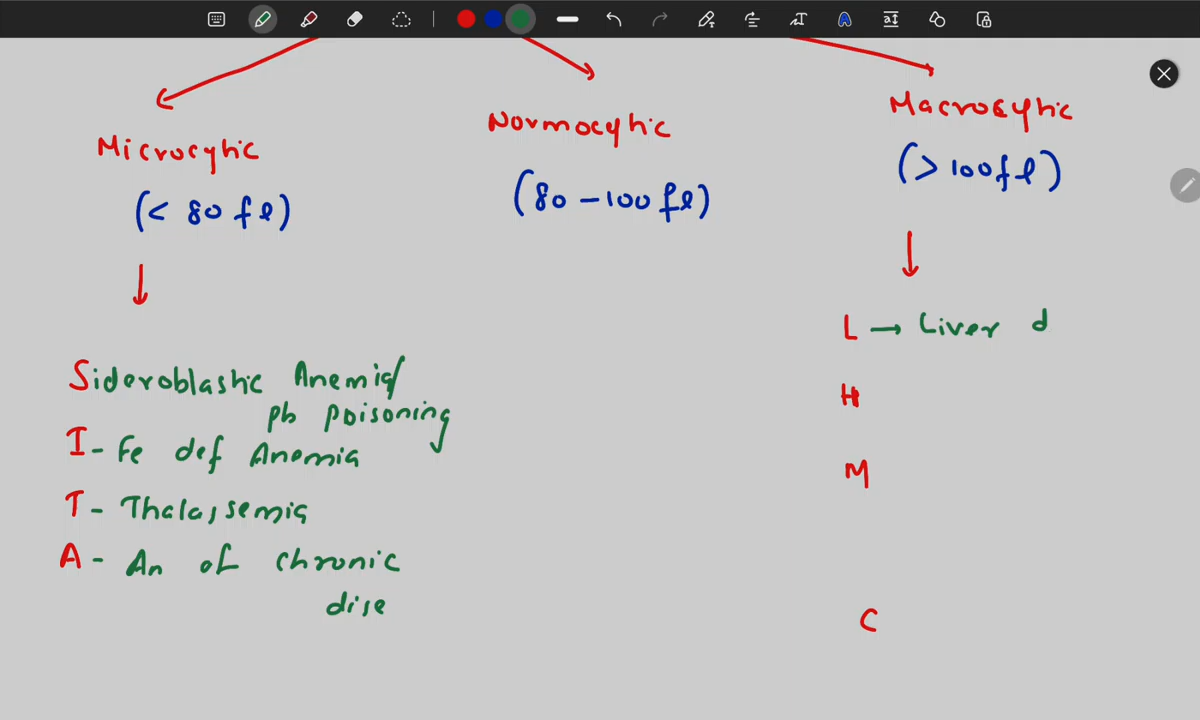 Microcytic
(< 80 fl)
Normocytic
(80 – 100 fl)
Macrocytic
(> 100 fl)
Sideroblastic Anemia/
pb poisoning
I - Fe def Anemia
T - Thalassemia
A - An of chronic
dise
L → Liver d
H
M
C